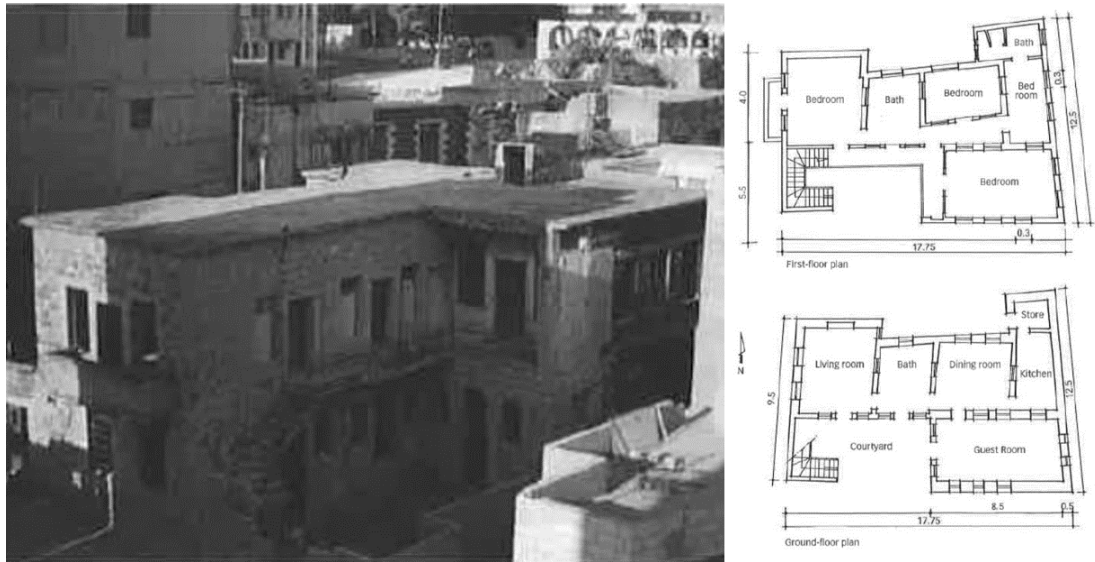 Bath
Bedroom
Bath
Bedroom
Bed
room
Bedroom
4.0
5.5
0.3
12.5
0.3
17.75
First-floor plan
N
Store
Living room
Bath
Dining room
Kitchen
Courtyard
Guest Room
9.5
12.5
8.5
0.5
17.75
Ground-floor plan